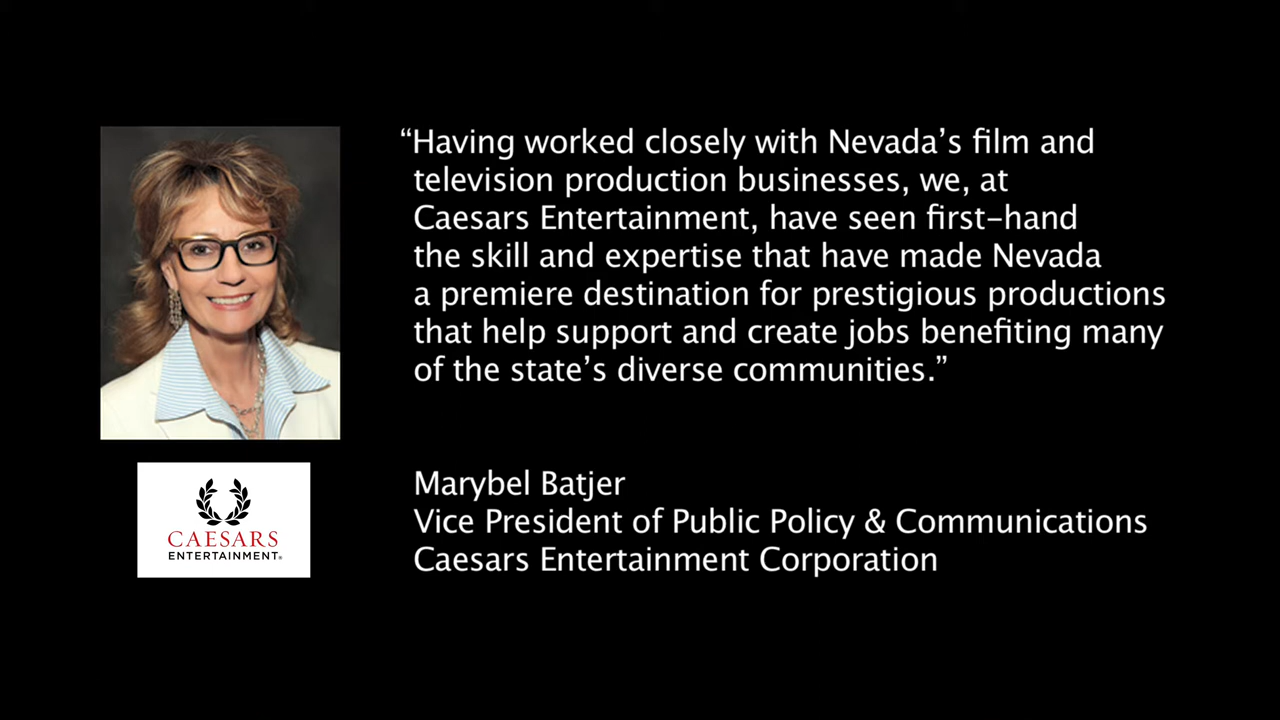 “Having worked closely with Nevada’s film and
television production businesses, we, at
Caesars Entertainment, have seen first-hand
the skill and expertise that have made Nevada
a premiere destination for prestigious productions
that help support and create jobs benefiting many
of the state’s diverse communities.”
CAESARS
ENTERTAINMENT®
Marybel Batjer
Vice President of Public Policy & Communications
Caesars Entertainment Corporation